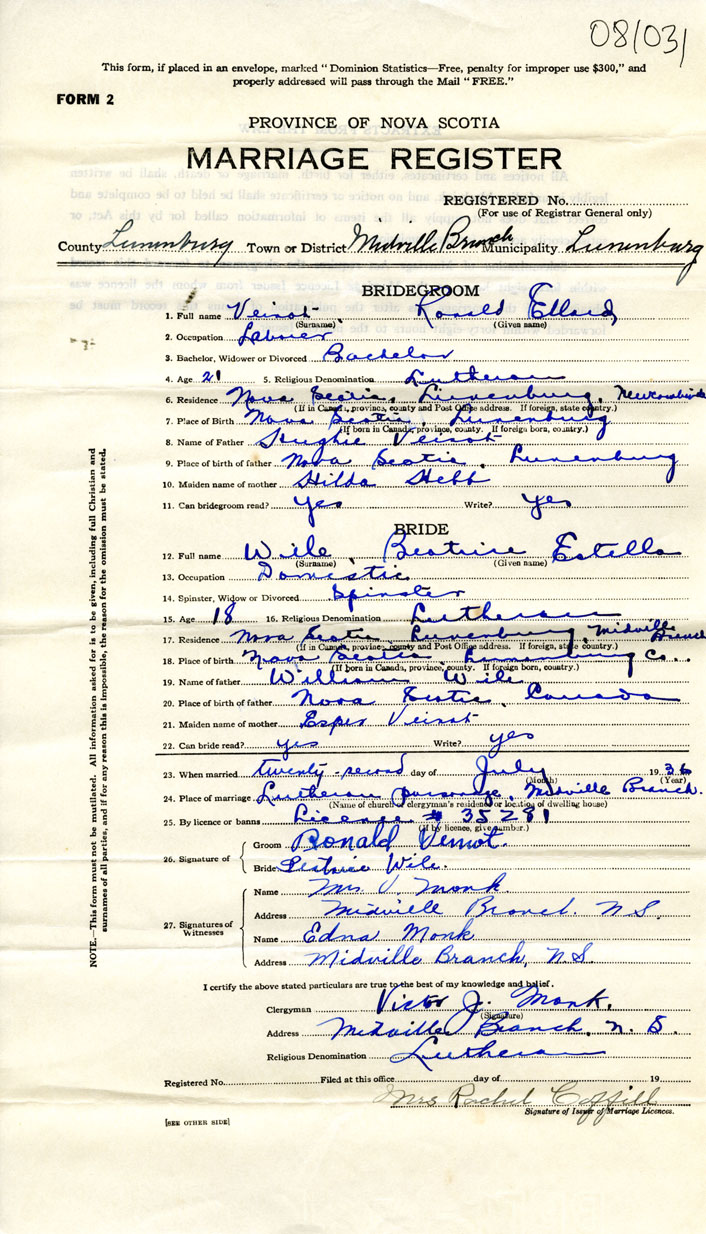 08/03/
This form, if placed in an envelope, marked "Dominion Statistics—Free, penalty for improper use $300," and
properly addressed will pass through the Mail "FREE."
FORM 2
PROVINCE OF NOVA SCOTIA
MARRIAGE REGISTER
REGISTERED No.
(For use of Registrar General only)
County Lunenburg Town or District Midville Branch Municipality Lunenburg
BRIDEGROOM
1. Full name Veinot Ronald Ellard
(Surname) (Given name)
2. Occupation Laborer
3. Bachelor, Widower or Divorced Bachelor
4. Age 21 5. Religious Denomination Lutheran
6. Residence Nova Scotia, Lunenburg,
(If in Canada, province, county and Post Office address. If foreign, state country.)
7. Place of Birth Nova Scotia, Lunenburg
(If born in Canada, province, county. If foreign born, country.)
8. Name of Father Hughie Veinot
9. Place of birth of father Nova Scotia, Lunenburg
10. Maiden name of mother Hilda Hebb
11. Can bridegroom read? yes Write? yes
BRIDE
12. Full name Wile, Beatrice Estella
(Surname) (Given name)
13. Occupation Domestic
14. Spinster, Widow or Divorced Spinster
15. Age 18 16. Religious Denomination Lutheran
17. Residence Nova Scotia, Lunenburg, Midville Branch
(If in Canada, province, county and Post Office address. If foreign, state country.)
18. Place of birth Nova Scotia, Lunenburg Co.
(If born in Canada, province, county. If foreign born, country.)
19. Name of father William Wile
20. Place of birth of father Nova Scotia, Canada
21. Maiden name of mother Veinot
22. Can bride read? yes Write? yes
23. When married twenty-second day of July 1936
(Month) (Year)
24. Place of marriage Lutheran parsonage, Midville Branch.
(Name of church or clergyman's residence or location of dwelling house)
25. By licence or banns License # 35281
(If by licence, give number.)
26. Signature of
Groom Ronald Veinot.
Bride Beatrice Wile.
27. Signatures of Witnesses
Name Mrs V. Monk.
Address Midville Branch. N.S.
Name Edna Monk
Address Midville Branch, N.S.
I certify the above stated particulars are true to the best of my knowledge and belief.
Clergyman Victor J. Monk.
(Signature)
Address Midville Branch, N. S.
Religious Denomination Lutheran
Registered No. Filed at this office day of 19
Mrs Rachel
Signature of Issuer of Marriage Licences.
[SEE OTHER SIDE]
NOTE.—This form must not be mutilated. All information asked for is to be given, including full Christian and
surnames of all parties, and if for any reason this is impossible, the reason for the omission must be stated.